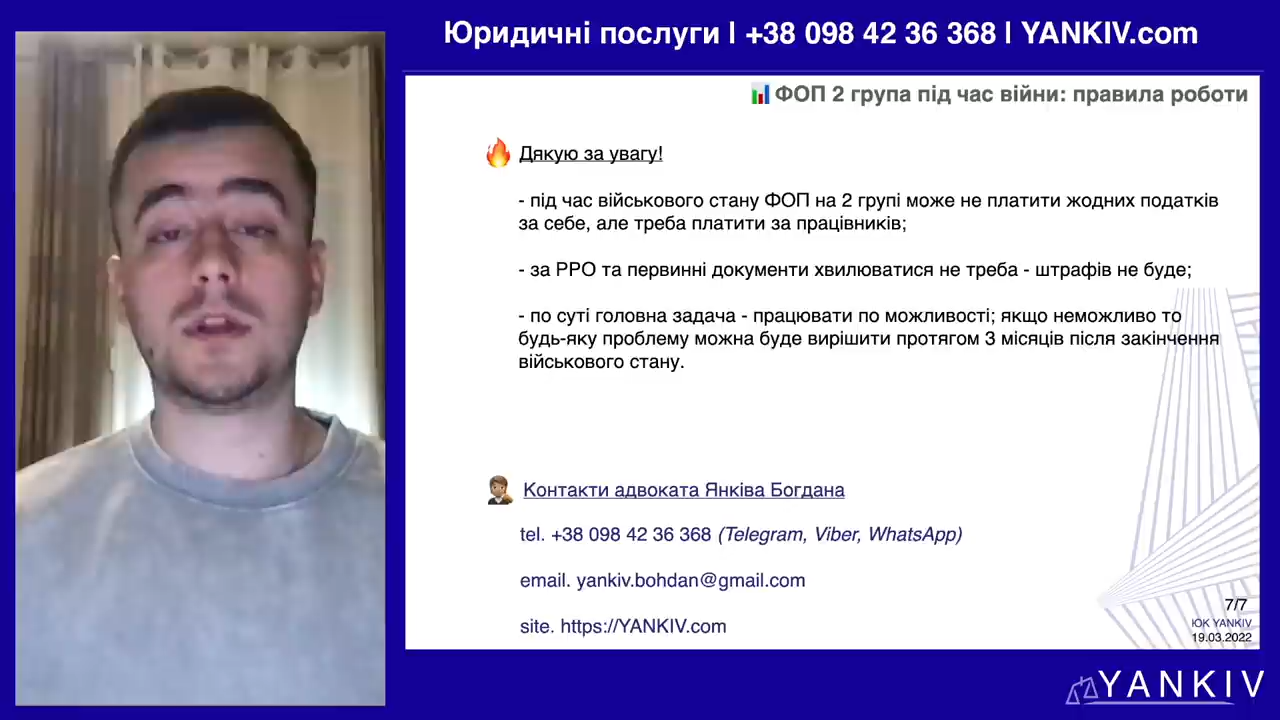 Юридичні послуги | +38 098 42 36 368 | YANKIV.com
ФОП 2 група під час війни: правила роботи
Дякую за увагу!
- під час військового стану ФОП на 2 групі може не платити жодних податків
за себе, але треба платити за працівників;
- за РРО та первинні документи хвилюватися не треба - штрафів не буде;
- по суті головна задача - працювати по можливості; якщо неможливо то
будь-яку проблему можна буде вирішити протягом 3 місяців після закінчення
військового стану.
Контакти адвоката Янківа Богдана
tel. +38 098 42 36 368 (Telegram, Viber, WhatsApp)
email. yankiv.bohdan@gmail.com
site. https://YANKIV.com
7/7
ЮК YANKIV
19.03.2022
YANKIV